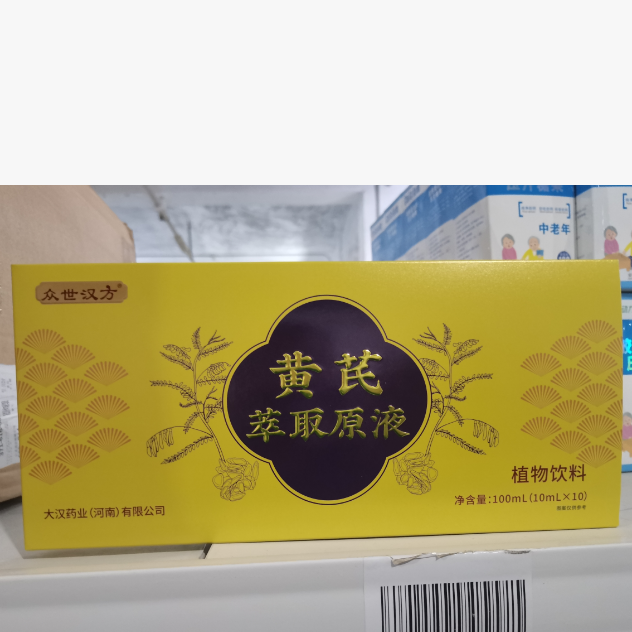 中老年
众世汉方®
黄芪
萃取原液
植物饮料
净含量:100mL(10mL×10)
大汉药业(河南)有限公司